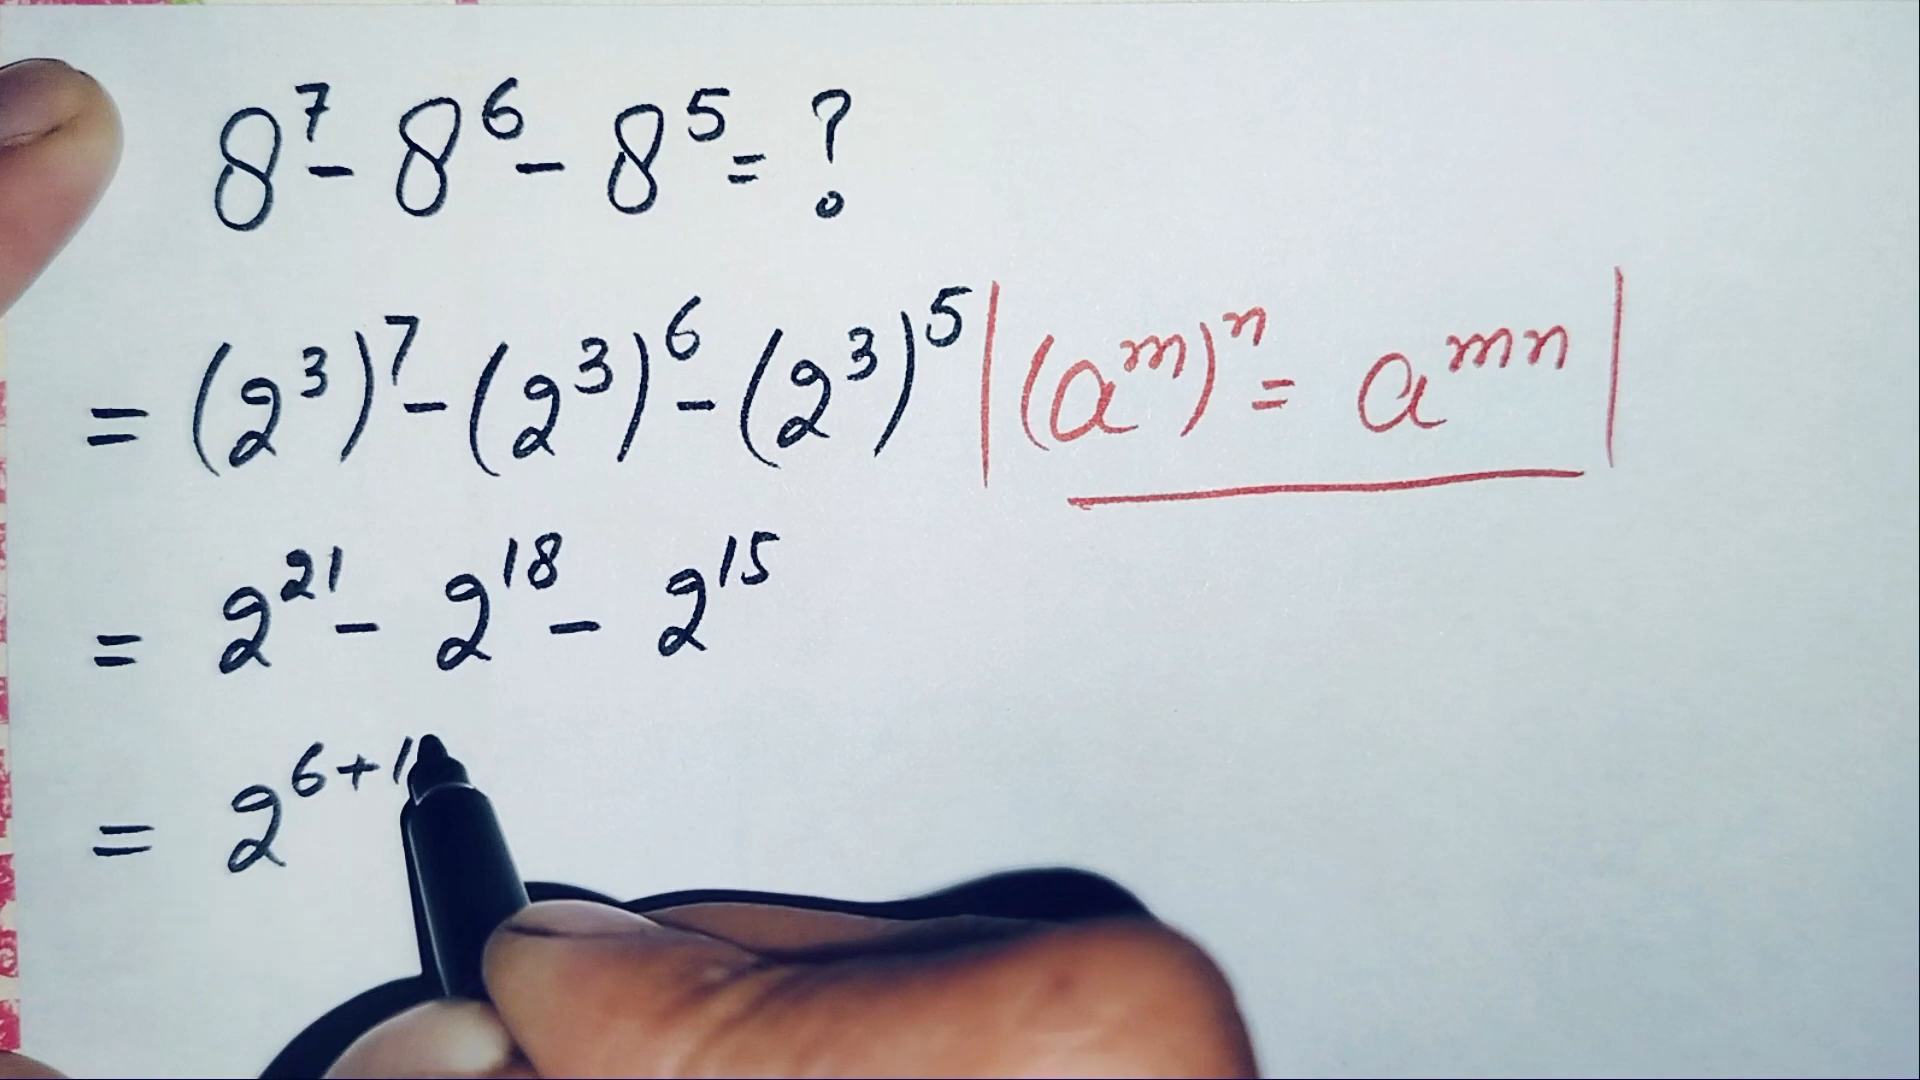 8⁷ - 8⁶ - 8⁵ = ?
= (2³)⁷ - (2³)⁶ - (2³)⁵ | (aᵐ)ⁿ = aᵐⁿ |
= 2²¹ - 2¹⁸ - 2¹⁵
= 2⁶⁺¹